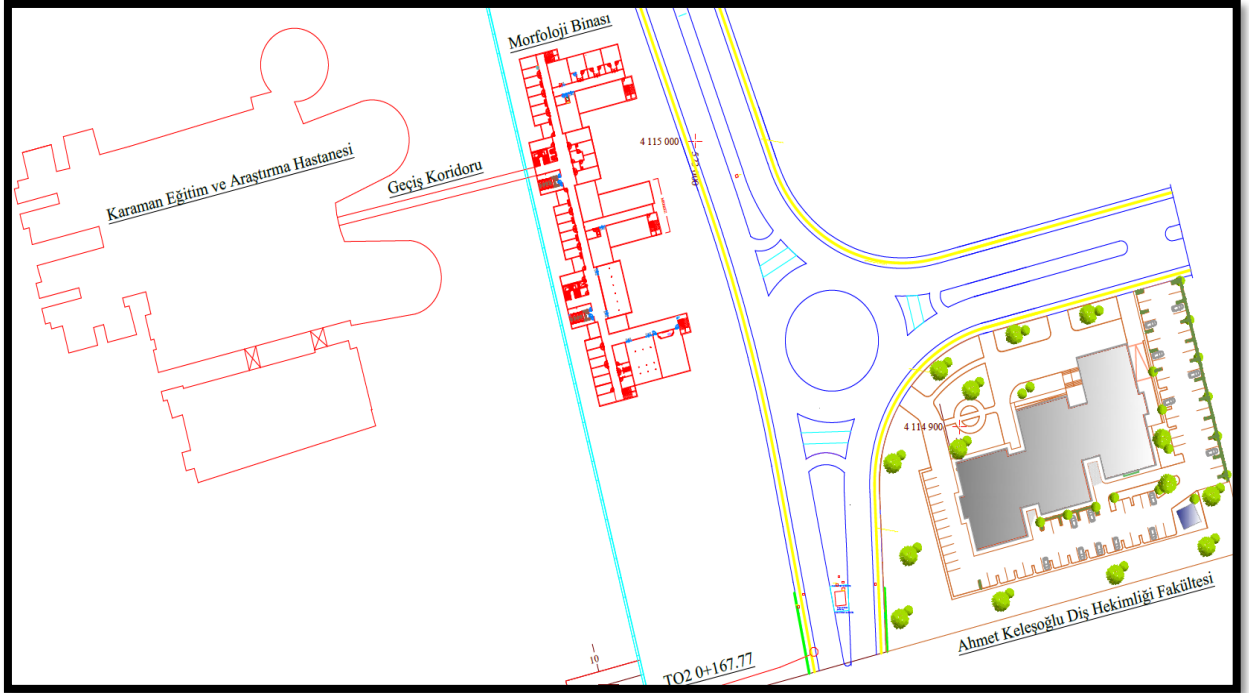 Morfoloji Binası
Karaman Eğitim ve Araştırma Hastanesi
Geçiş Koridoru
4 115 000
4 114 900
Ahmet Keleşoğlu Diş Hekimliği Fakültesi
10
TO2 0+167.77